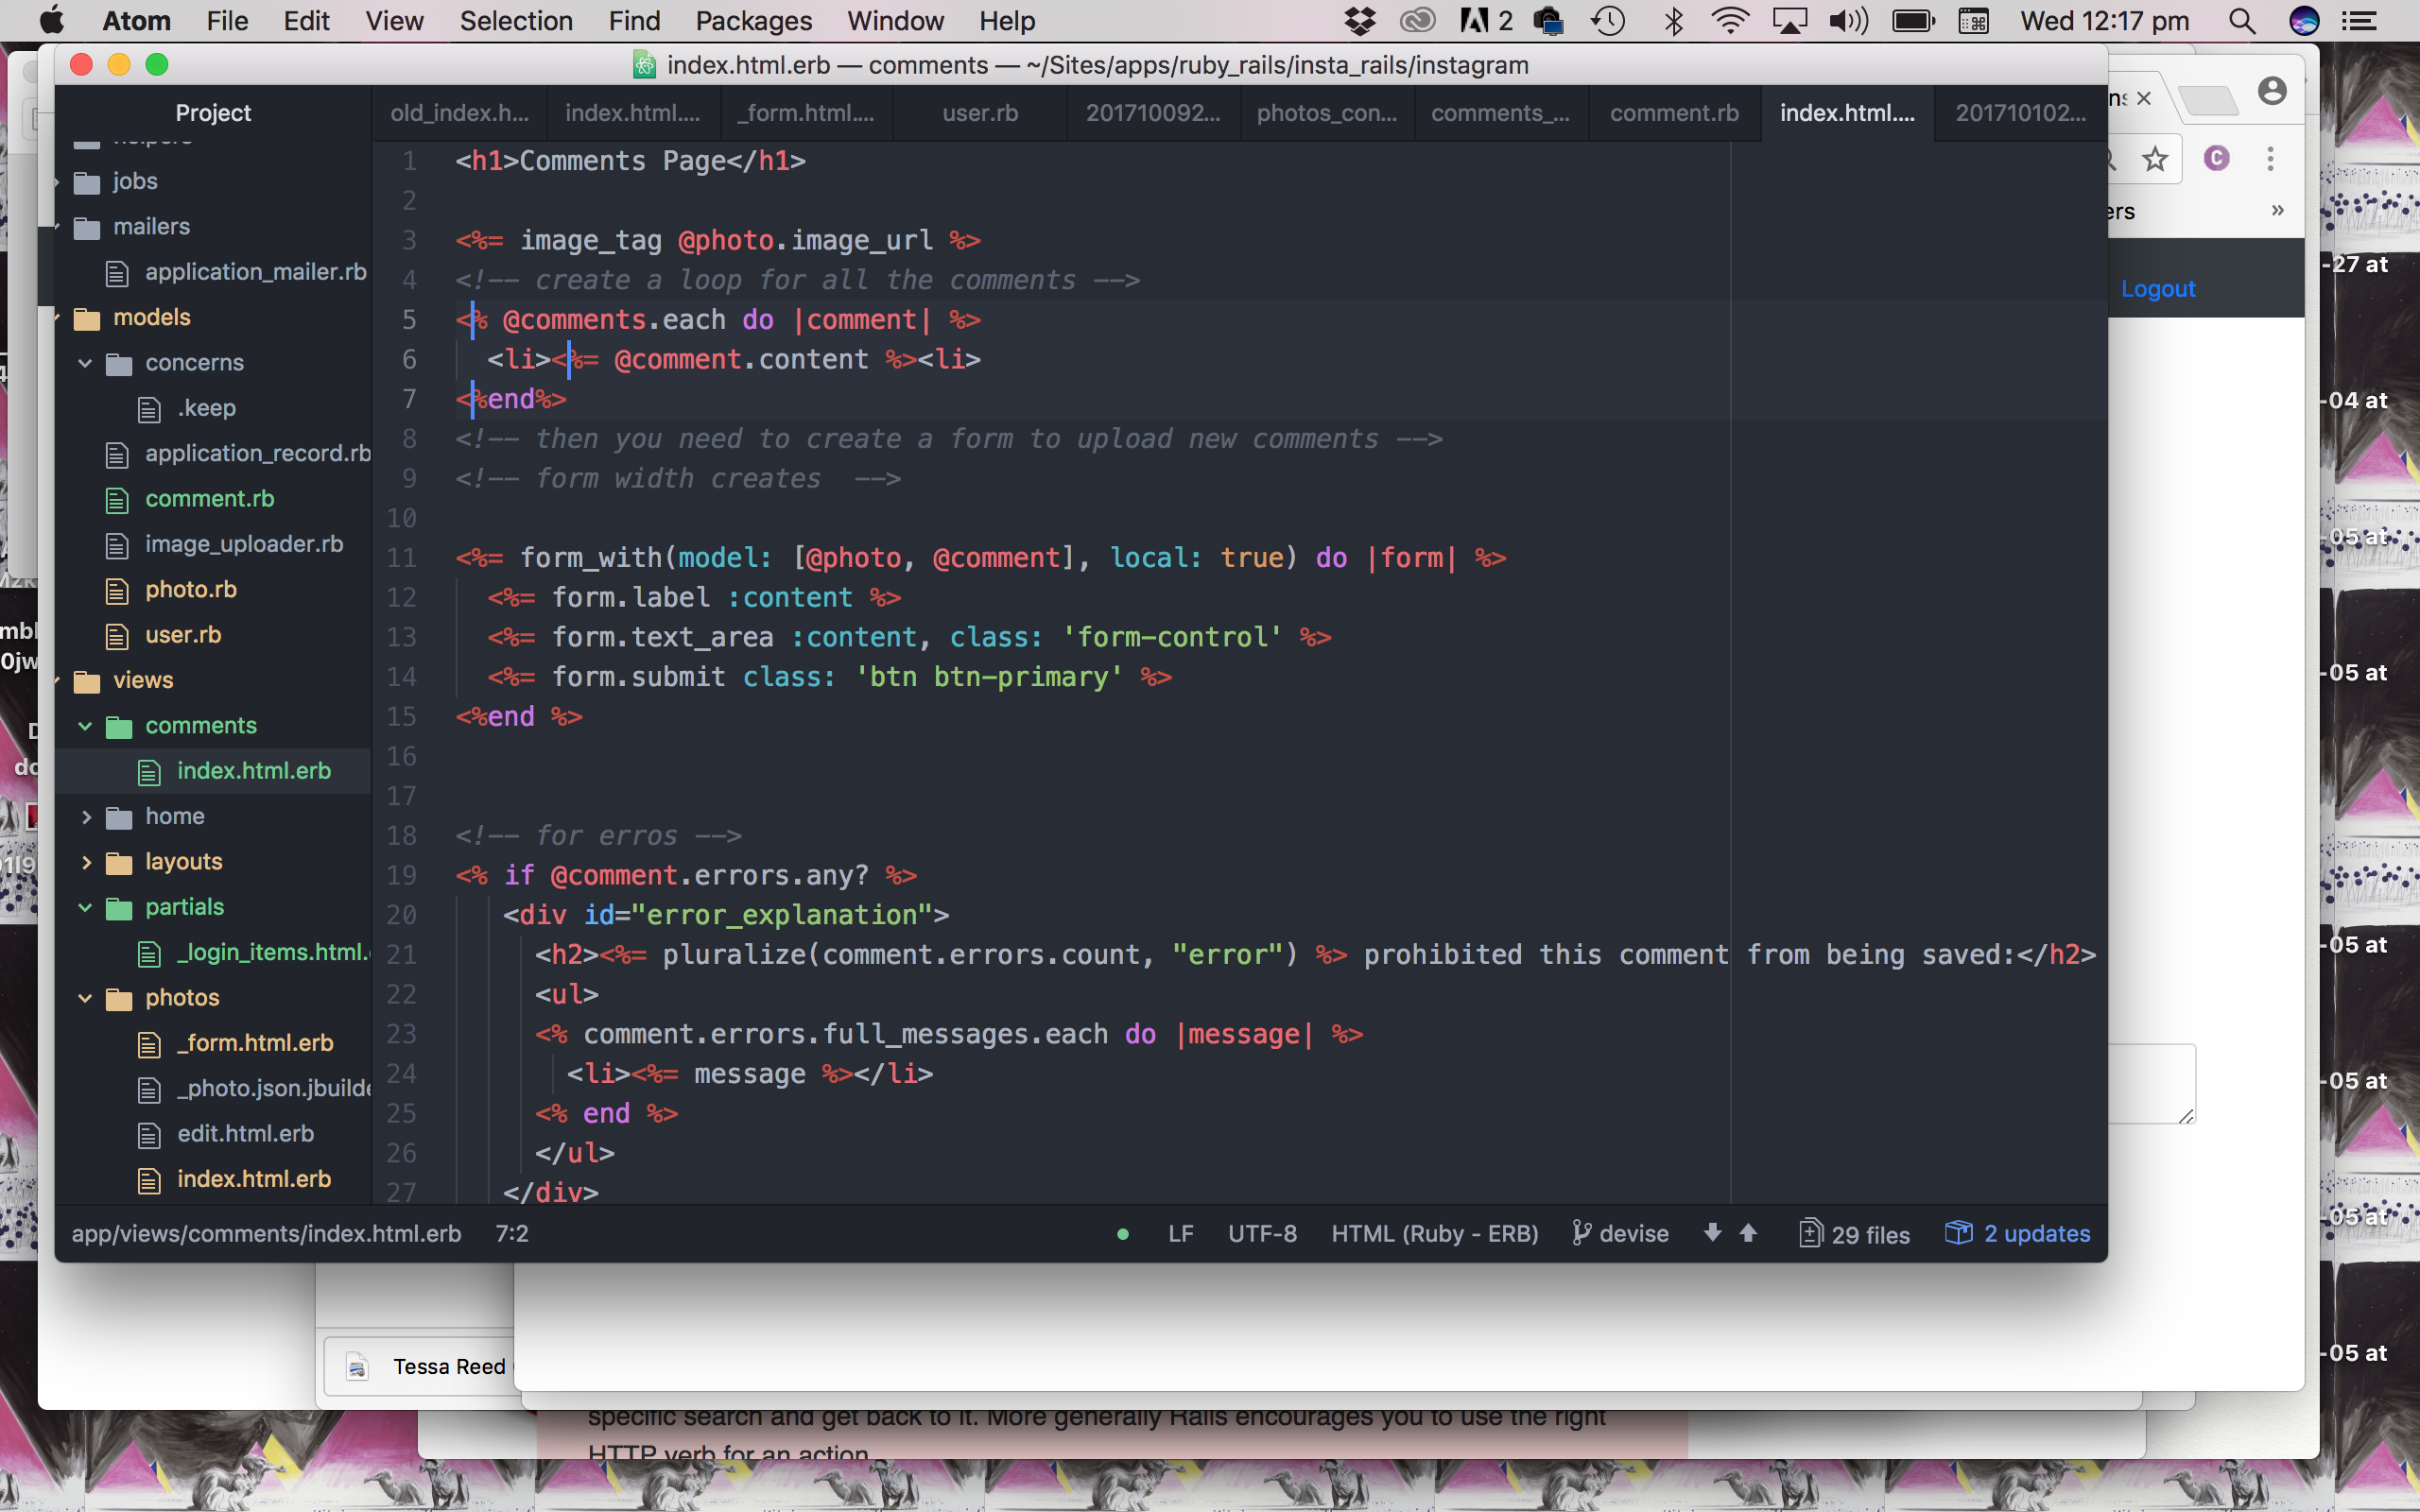 Atom File Edit View Selection Find Packages Window Help 2 Wed 12:17 pm
index.html.erb — comments — ~/Sites/apps/ruby_rails/insta_rails/instagram
Project
old_index.h... index.html.... _form.html.... user.rb 201710092... photos_con... comments_... comment.rb index.html.... 201710102...
helpers
jobs
mailers
application_mailer.rb
models
concerns
.keep
application_record.rb
comment.rb
image_uploader.rb
photo.rb
user.rb
views
comments
index.html.erb
home
layouts
partials
_login_items.html.
photos
_form.html.erb
_photo.json.jbuilde
edit.html.erb
index.html.erb
1 <h1>Comments Page</h1>
2
3 <%= image_tag @photo.image_url %>
4 <!-- create a loop for all the comments -->
5 <% @comments.each do |comment| %>
6 <li><%= @comment.content %><li>
7 <%end%>
8 <!-- then you need to create a form to upload new comments -->
9 <!-- form width creates  -->
10
11 <%= form_with(model: [@photo, @comment], local: true) do |form| %>
12 <%= form.label :content %>
13 <%= form.text_area :content, class: 'form-control' %>
14 <%= form.submit class: 'btn btn-primary' %>
15 <%end %>
16
17
18 <!-- for erros -->
19 <% if @comment.errors.any? %>
20 <div id="error_explanation">
21 <h2><%= pluralize(comment.errors.count, "error") %> prohibited this comment from being saved:</h2>
22 <ul>
23 <% comment.errors.full_messages.each do |message| %>
24 <li><%= message %></li>
25 <% end %>
26 </ul>
27 </div>
app/views/comments/index.html.erb 7:2 LF UTF-8 HTML (Ruby - ERB) devise 29 files 2 updates
ns
C
ers »
Logout
-27 at
-04 at
-05 at
-05 at
-05 at
-05 at
-05 at
-05 at
mbl
0jw
D
do
Tessa Reed
specific search and get back to it. More generally Rails encourages you to use the right
HTTP verb for an action